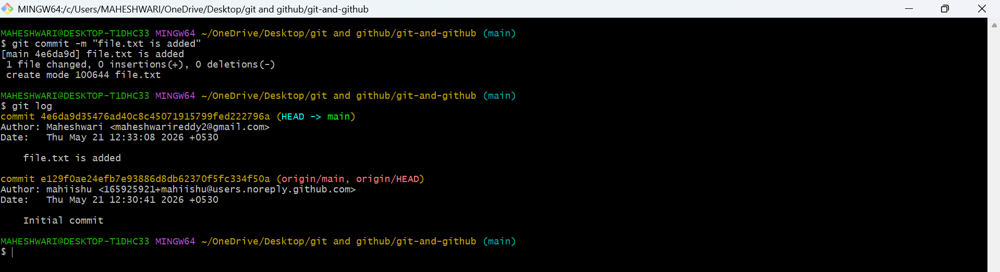 MINGW64:/c/Users/MAHESHWARI/OneDrive/Desktop/git and github/git-and-github
MAHESHWARI@DESKTOP-T1DHC33 MINGW64 ~/OneDrive/Desktop/git and github/git-and-github (main)
$ git commit -m "file.txt is added"
[main 4e6da9d] file.txt is added
 1 file changed, 0 insertions(+), 0 deletions(-)
 create mode 100644 file.txt
MAHESHWARI@DESKTOP-T1DHC33 MINGW64 ~/OneDrive/Desktop/git and github/git-and-github (main)
$ git log
commit 4e6da9d35476ad40c8c45071915799fed222796a (HEAD -> main)
Author: Maheshwari <maheshwarireddy2@gmail.com>
Date:   Thu May 21 12:33:08 2026 +0530
    file.txt is added
commit e129f0ae24efb7e93886d8db62370f5fc334f50a (origin/main, origin/HEAD)
Author: mahiishu <165925921+mahiishu@users.noreply.github.com>
Date:   Thu May 21 12:30:41 2026 +0530
    Initial commit
MAHESHWARI@DESKTOP-T1DHC33 MINGW64 ~/OneDrive/Desktop/git and github/git-and-github (main)
$